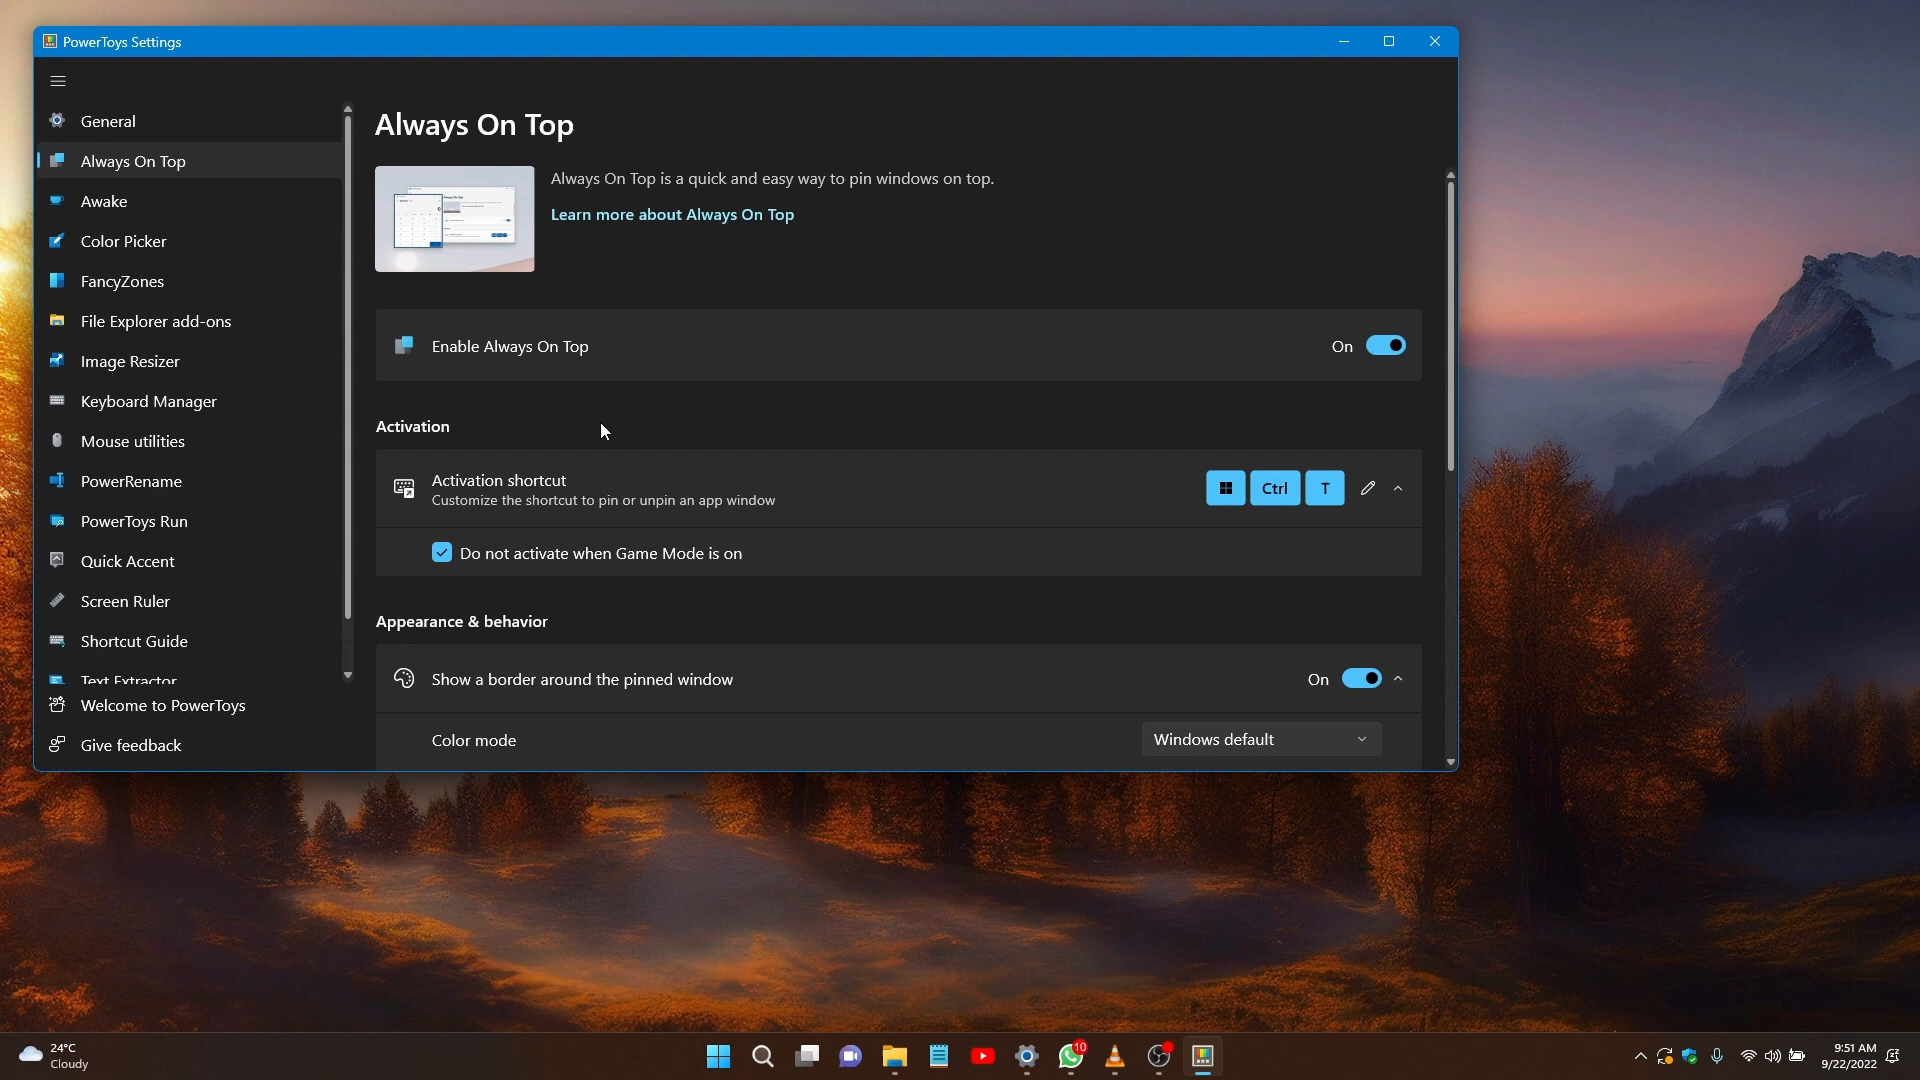 PowerToys Settings
General
Always On Top
Awake
Color Picker
FancyZones
File Explorer add-ons
Image Resizer
Keyboard Manager
Mouse utilities
PowerRename
PowerToys Run
Quick Accent
Screen Ruler
Shortcut Guide
Text Extractor
Welcome to PowerToys
Give feedback
Always On Top
Always On Top is a quick and easy way to pin windows on top.
Learn more about Always On Top
Enable Always On Top
On
Activation
Activation shortcut
Customize the shortcut to pin or unpin an app window
Ctrl
T
Do not activate when Game Mode is on
Appearance & behavior
Show a border around the pinned window
On
Color mode
Windows default
24°C
Cloudy
10
9:51 AM
9/22/2022